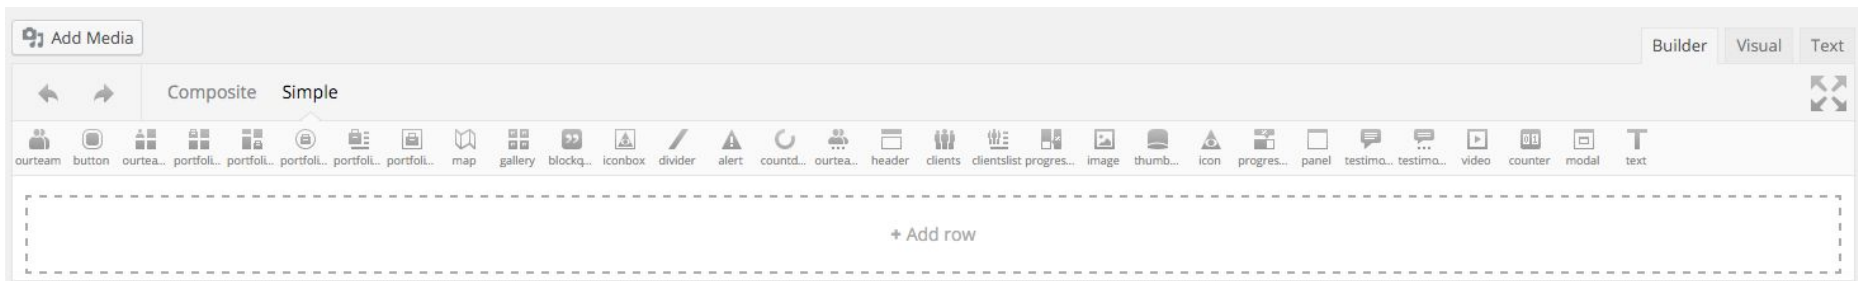 Add Media
Builder Visual Text
Composite Simple
ourteam button ourtea... portfoli... portfoli... portfoli... portfoli... portfoli... map gallery blockq... iconbox divider alert countd... ourtea... header clients clientslist progres... image thumb... icon progres... panel testimo... testimo... video counter modal text
+ Add row